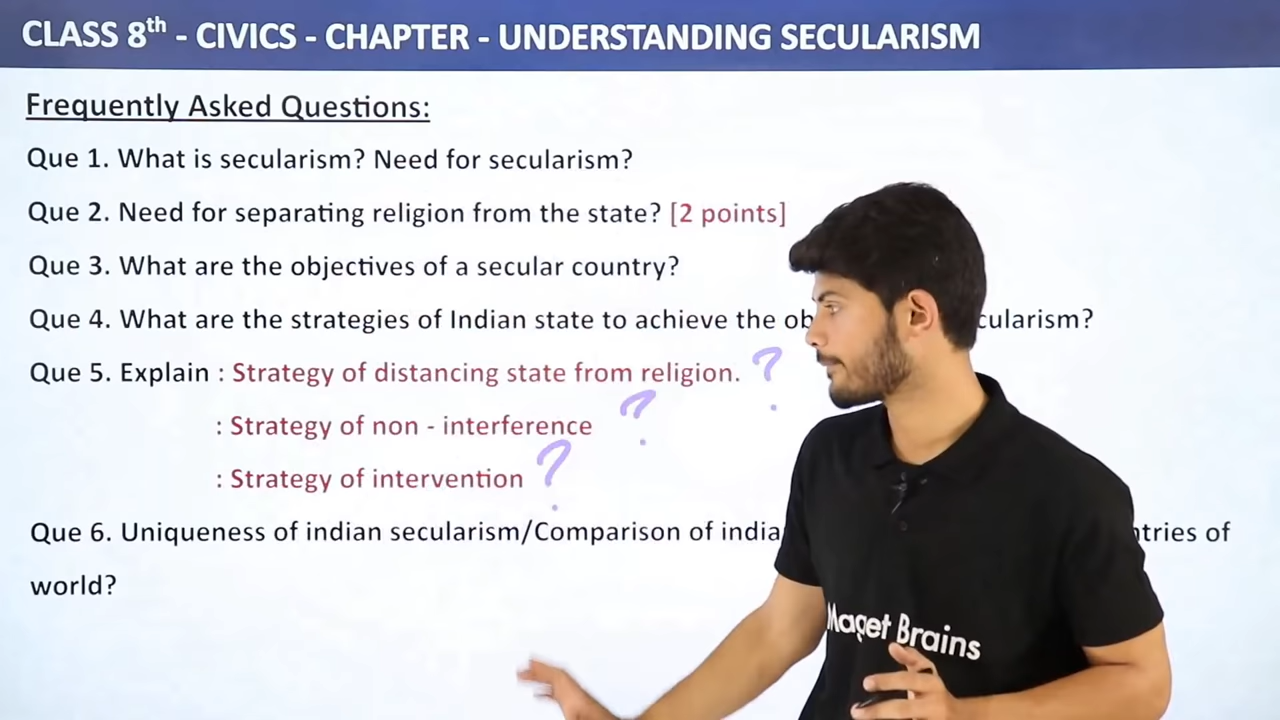 CLASS 8th - CIVICS - CHAPTER - UNDERSTANDING SECULARISM
Frequently Asked Questions:
Que 1. What is secularism? Need for secularism?
Que 2. Need for separating religion from the state? [2 points]
Que 3. What are the objectives of a secular country?
Que 4. What are the strategies of Indian state to achieve the
Que 5. Explain : Strategy of distancing state from religion. ?
: Strategy of non - interference ?
: Strategy of intervention ?
Que 6. Uniqueness of indian secularism/Comparison of of
world?
Maget Brains